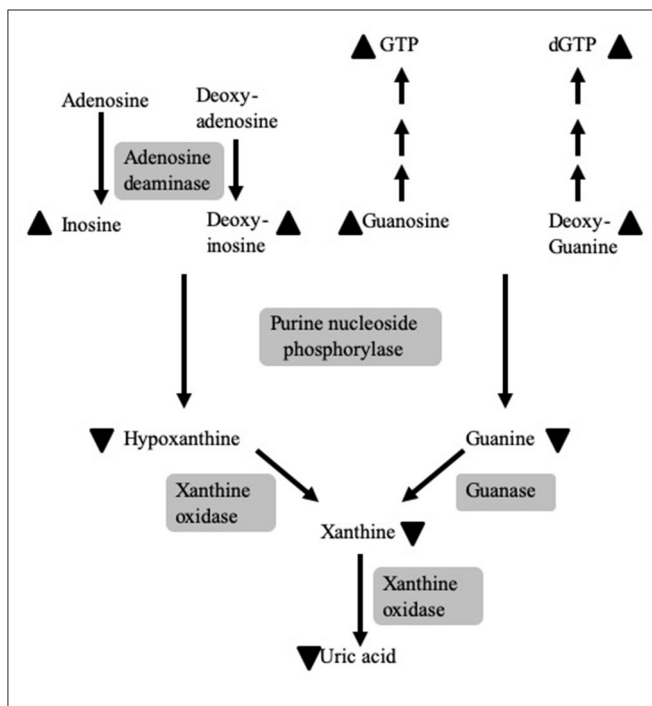 GTP
dGTP
Adenosine
Deoxy-
adenosine
Adenosine
deaminase
Inosine
Deoxy-
inosine
Guanosine
Deoxy-
Guanine
Purine nucleoside
phosphorylase
Hypoxanthine
Guanine
Xanthine
oxidase
Guanase
Xanthine
Xanthine
oxidase
Uric acid